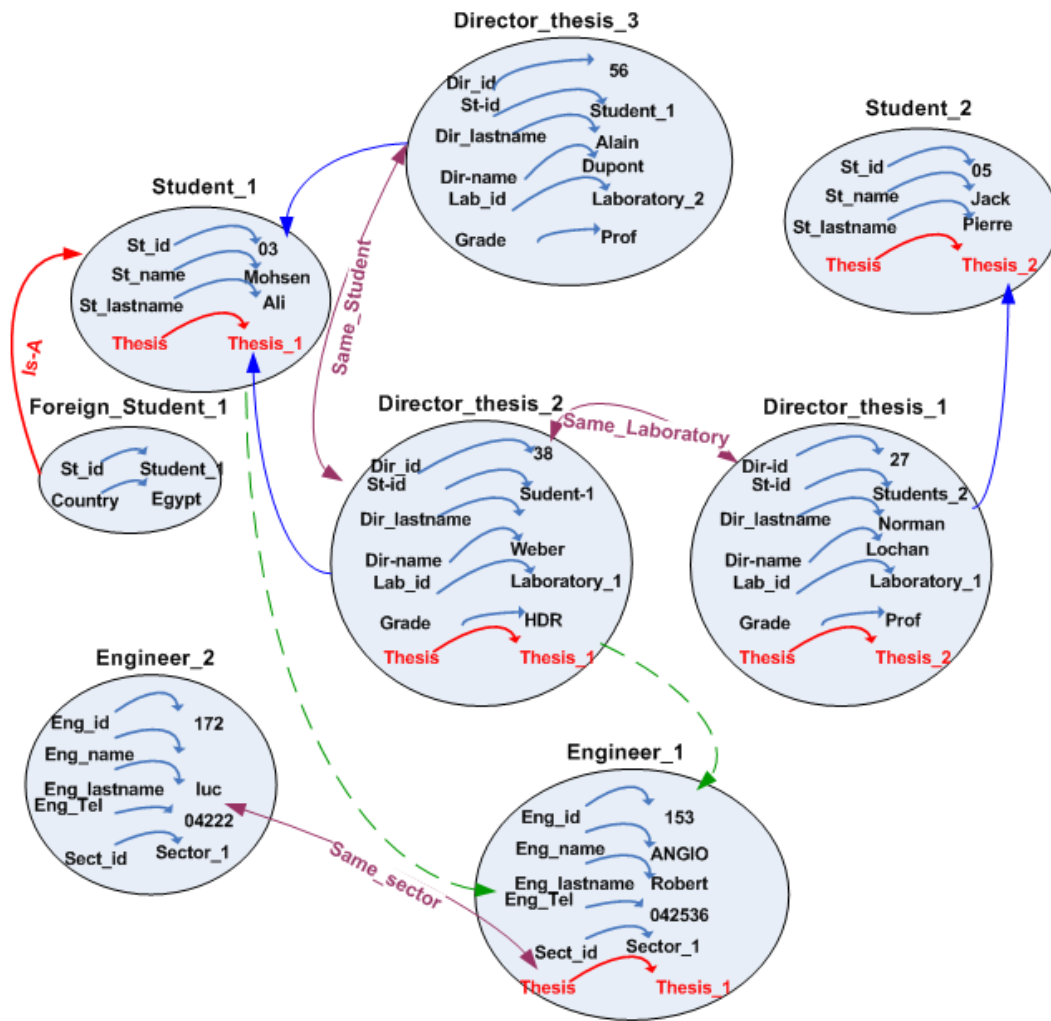 Director_thesis_3
Dir_id 56
St-id Student_1
Dir_lastname Alain
Dir-name Dupont
Lab_id Laboratory_2
Grade Prof
Student_2
St_id 05
St_name Jack
St_lastname Pierre
Thesis Thesis_2
Student_1
St_id 03
St_name Mohsen
St_lastname Ali
Thesis Thesis_1
Is-A
Same_Student
Foreign_Student_1
St_id Student_1
Country Egypt
Director_thesis_2
Dir_id 38
St-id Sudent-1
Dir_lastname
Dir-name Weber
Lab_id Laboratory_1
Grade HDR
Thesis Thesis_1
Same_Laboratory
Director_thesis_1
Dir-id 27
St-id Students_2
Dir_lastname Norman
Dir-name Lochan
Lab_id Laboratory_1
Grade Prof
Thesis Thesis_2
Engineer_2
Eng_id 172
Eng_name
Eng_lastname luc
Eng_Tel 04222
Sect_id Sector_1
Same_sector
Engineer_1
Eng_id 153
Eng_name ANGIO
Eng_lastname Robert
Eng_Tel 042536
Sect_id Sector_1
Thesis Thesis_1